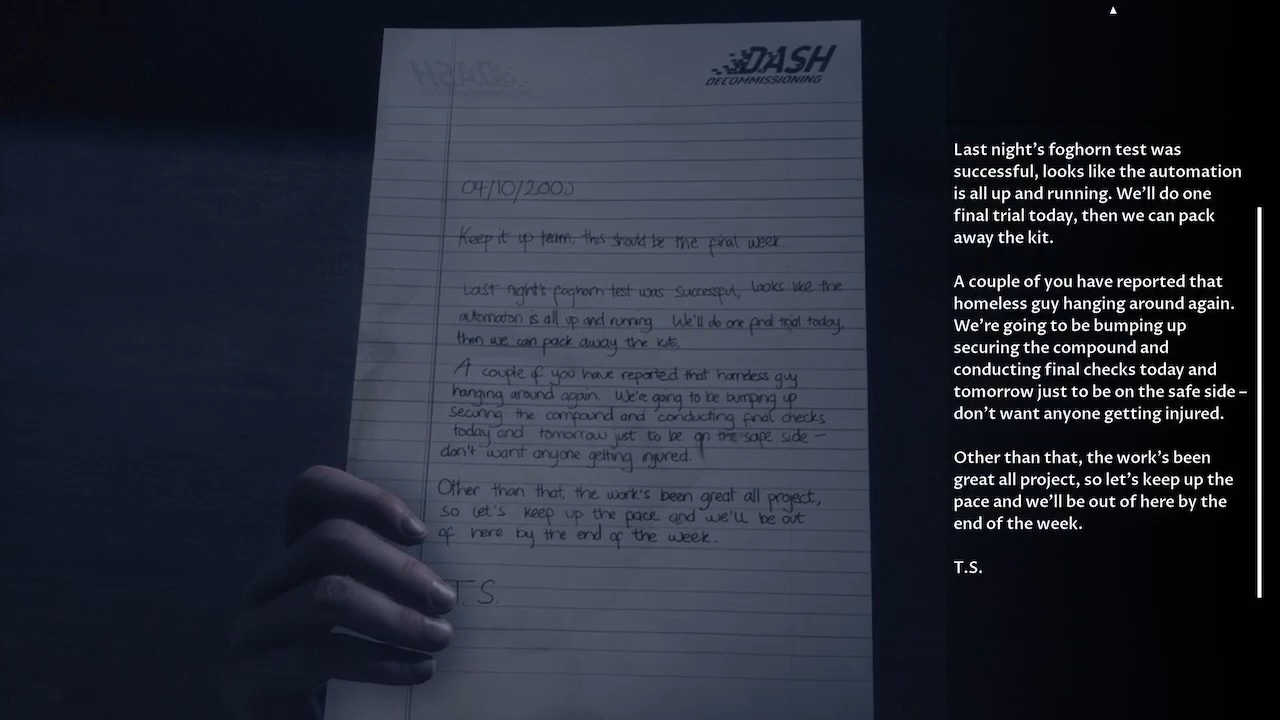 DASH
DECOMMISSIONING
04/10/2000
Keep it up team, this should be the final week.
Last night's foghorn test was successful, looks like the
automation is all up and running. We'll do one final trial today,
then we can pack away the kit.
A couple of you have reported that homeless guy
hanging around again. We're going to be bumping up
securing the compound and conducting final checks
today and tomorrow just to be on the safe side –
don't want anyone getting injured.
Other than that, the work's been great all project,
so let's keep up the pace and we'll be out
of here by the end of the week.
T.S.
Last night's foghorn test was
successful, looks like the automation
is all up and running. We'll do one
final trial today, then we can pack
away the kit.
A couple of you have reported that
homeless guy hanging around again.
We're going to be bumping up
securing the compound and
conducting final checks today and
tomorrow just to be on the safe side –
don't want anyone getting injured.
Other than that, the work's been
great all project, so let's keep up the
pace and we'll be out of here by the
end of the week.
T.S.